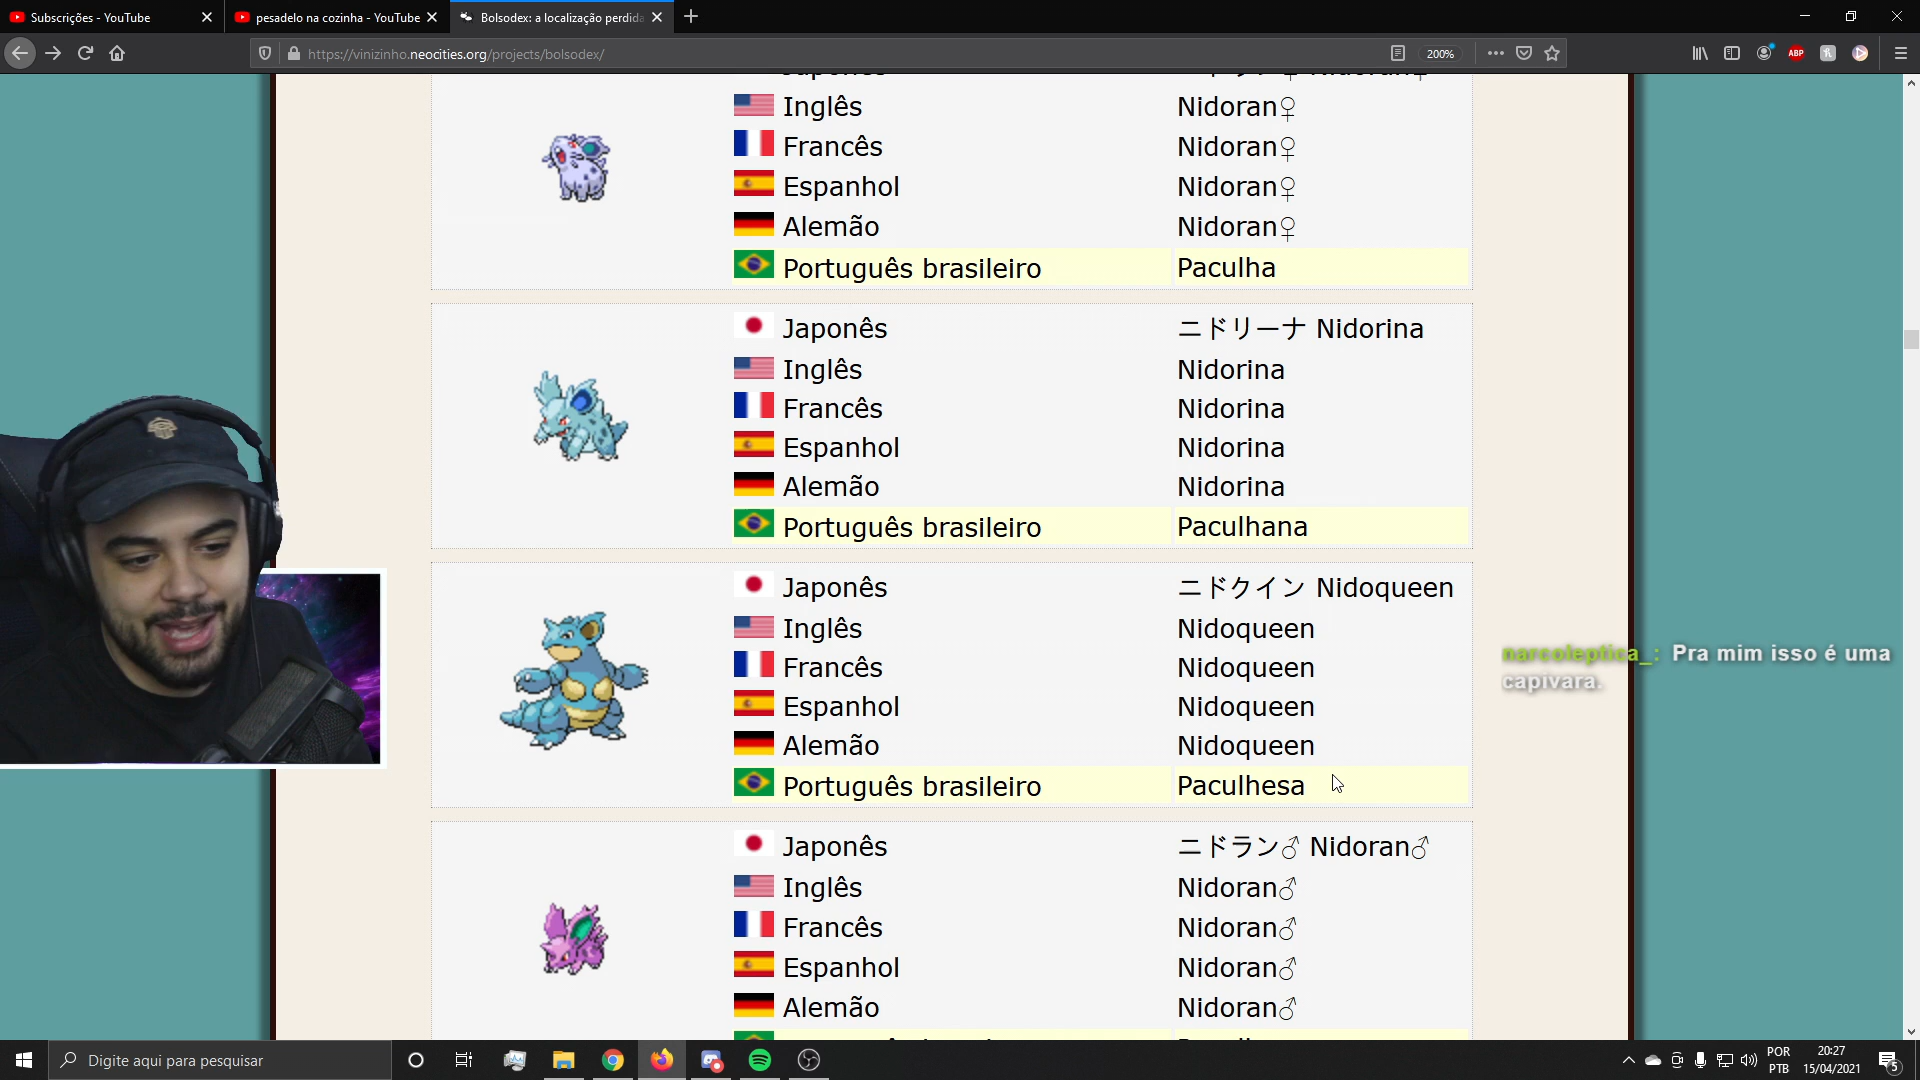 Subscrições - YouTube
pesadelo na cozinha - YouTube
Bolsodex: a localização perdida
https://vinizinho.neocities.org/projects/bolsodex/
200%
ABP
Inglês Nidoran♀
Francês Nidoran♀
Espanhol Nidoran♀
Alemão Nidoran♀
Português brasileiro Paculha
Japonês ニドリーナ Nidorina
Inglês Nidorina
Francês Nidorina
Espanhol Nidorina
Alemão Nidorina
Português brasileiro Paculhana
Japonês ニドクイン Nidoqueen
Inglês Nidoqueen
Francês Nidoqueen
Espanhol Nidoqueen
Alemão Nidoqueen
Português brasileiro Paculhesa
narcoleptica_: Pra mim isso é uma
capivara.
Japonês ニドラン♂ Nidoran♂
Inglês Nidoran♂
Francês Nidoran♂
Espanhol Nidoran♂
Alemão Nidoran♂
Digite aqui para pesquisar
POR
PTB
20:27
15/04/2021
5